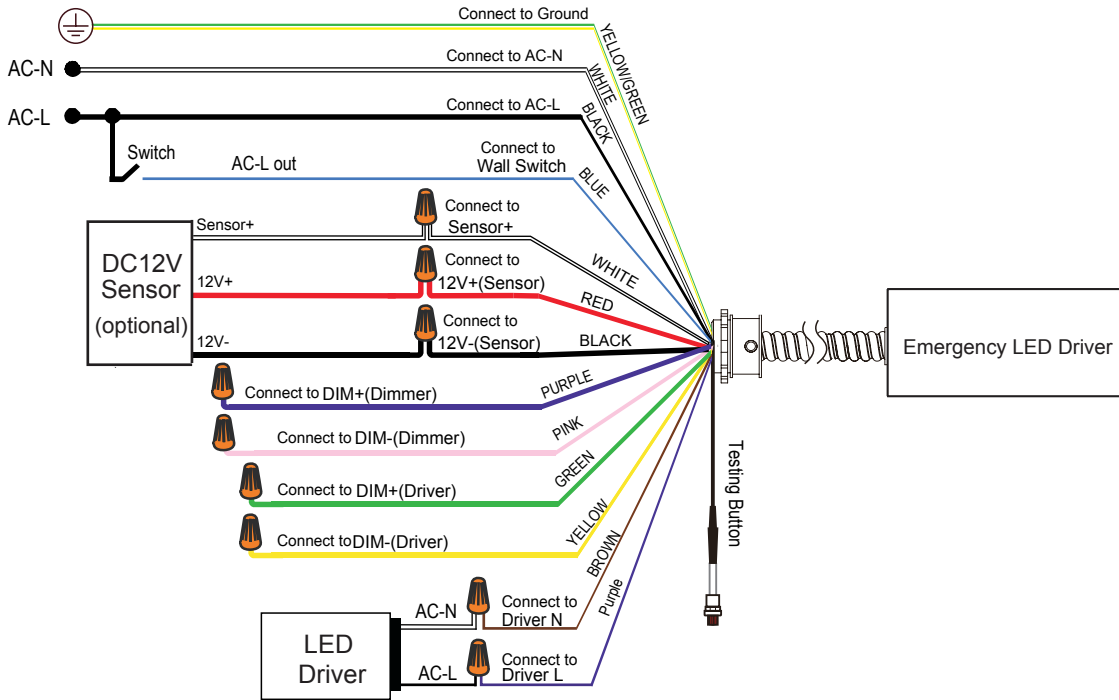 Connect to Ground
YELLOW/GREEN
AC-N
Connect to AC-N
WHITE
AC-L
Connect to AC-L
BLACK
Switch
AC-L out
Connect to
Wall Switch
BLUE
DC12V
Sensor
(optional)
Sensor+
Connect to
Sensor+
WHITE
12V+
Connect to
12V+(Sensor)
RED
12V-
Connect to
12V-(Sensor)
BLACK
Emergency LED Driver
Connect to DIM+(Dimmer)
PURPLE
Connect to DIM-(Dimmer)
PINK
Connect to DIM+(Driver)
GREEN
Connect toDIM-(Driver)
YELLOW
BROWN
Purple
Testing Button
LED
Driver
AC-N
Connect to
Driver N
AC-L
Connect to
Driver L